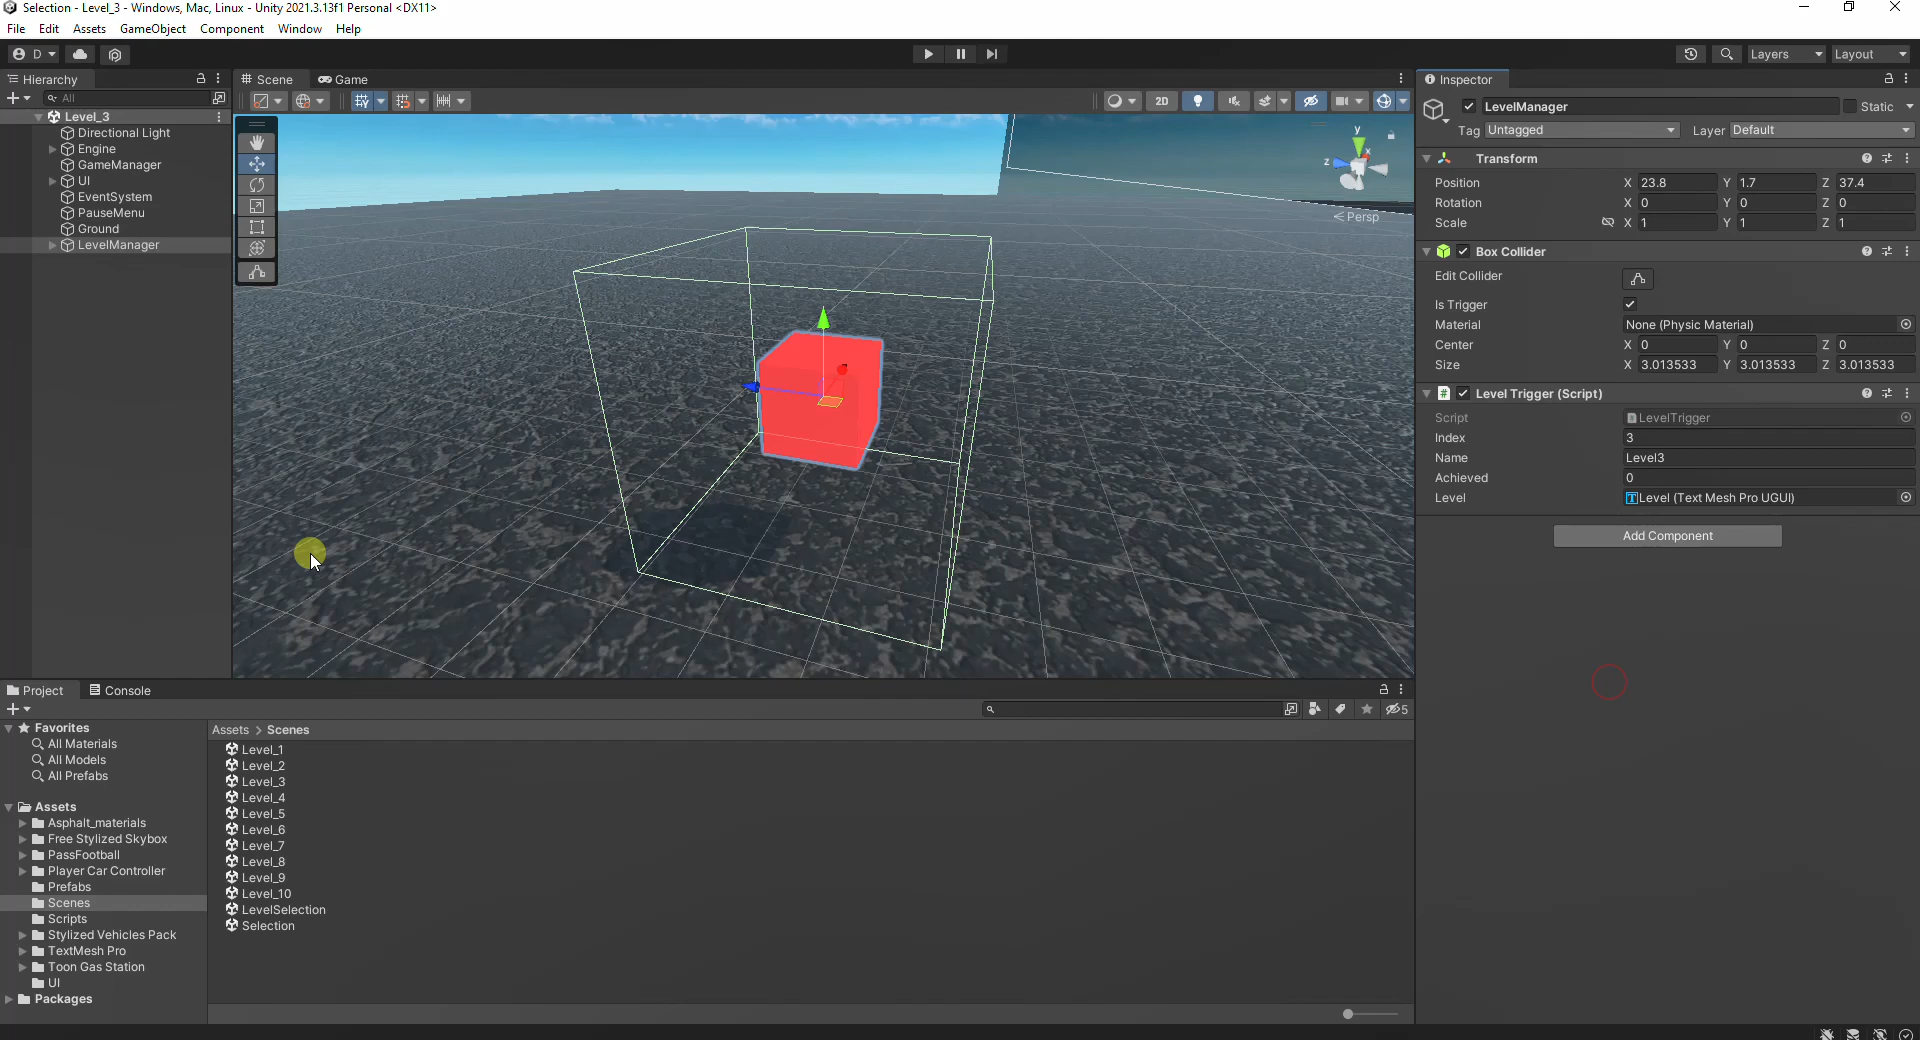 Selection - Level_3 - Windows, Mac, Linux - Unity 2021.3.13f1 Personal <DX11>
File Edit Assets GameObject Component Window Help
D Layers Layout
Hierarchy
All
Level_3
Directional Light
Engine
GameManager
UI
EventSystem
PauseMenu
Ground
LevelManager
Scene Game
2D
y
x
z
Persp
Inspector
LevelManager Static
Tag Untagged Layer Default
Transform
Position X 23.8 Y 1.7 Z 37.4
Rotation X 0 Y 0 Z 0
Scale X 1 Y 1 Z 1
Box Collider
Edit Collider
Is Trigger
Material None (Physic Material)
Center X 0 Y 0 Z 0
Size X 3.013533 Y 3.013533 Z 3.013533
Level Trigger (Script)
Script LevelTrigger
Index 3
Name Level3
Achieved 0
Level Level (Text Mesh Pro UGUI)
Add Component
Project Console
5
Favorites
All Materials
All Models
All Prefabs
Assets
Asphalt_materials
Free Stylized Skybox
PassFootball
Player Car Controller
Prefabs
Scenes
Scripts
Stylized Vehicles Pack
TextMesh Pro
Toon Gas Station
UI
Packages
Assets > Scenes
Level_1
Level_2
Level_3
Level_4
Level_5
Level_6
Level_7
Level_8
Level_9
Level_10
LevelSelection
Selection